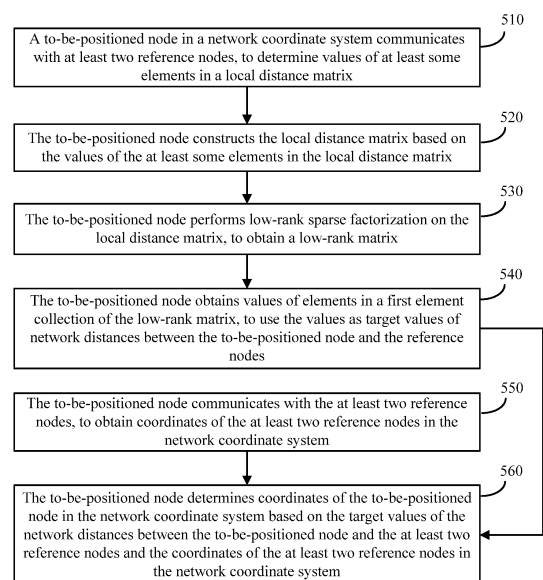 510
A to-be-positioned node in a network coordinate system communicates
with at least two reference nodes, to determine values of at least some
elements in a local distance matrix
520
The to-be-positioned node constructs the local distance matrix based on
the values of the at least some elements in the local distance matrix
530
The to-be-positioned node performs low-rank sparse factorization on the
local distance matrix, to obtain a low-rank matrix
540
The to-be-positioned node obtains values of elements in a first element
collection of the low-rank matrix, to use the values as target values of
network distances between the to-be-positioned node and the reference
nodes
550
The to-be-positioned node communicates with the at least two reference
nodes, to obtain coordinates of the at least two reference nodes in the
network coordinate system
560
The to-be-positioned node determines coordinates of the to-be-positioned
node in the network coordinate system based on the target values of the
network distances between the to-be-positioned node and the at least two
reference nodes and the coordinates of the at least two reference nodes in
the network coordinate system